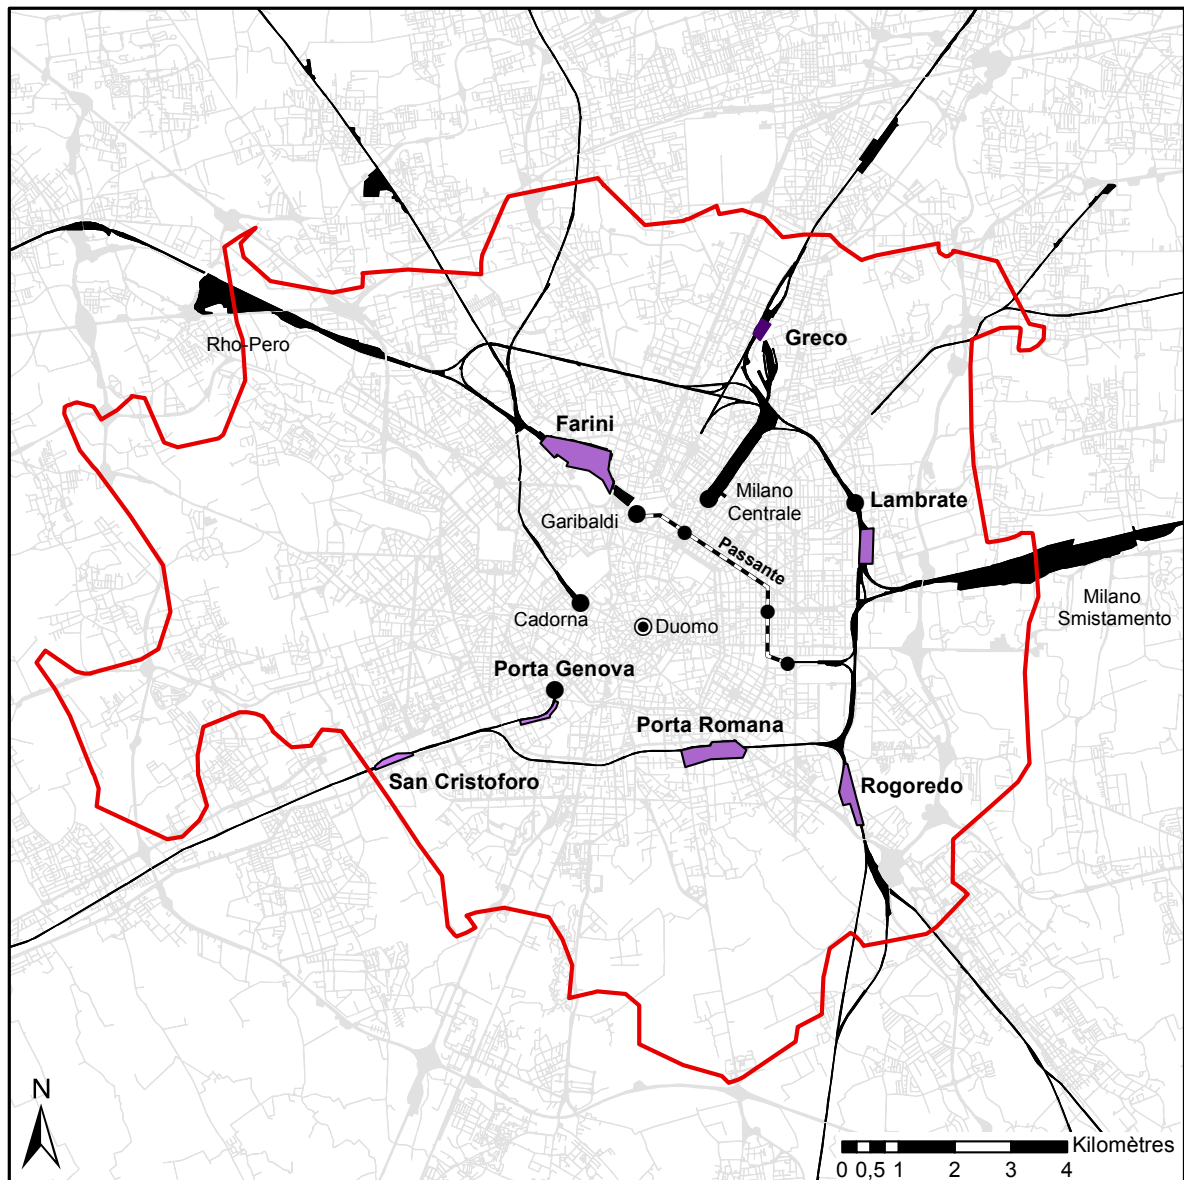 Rho-Pero
Greco
Farini
Milano
Centrale
Lambrate
Garibaldi
Passante
Milano
Smistamento
Cadorna
Duomo
Porta Genova
Porta Romana
San Cristoforo
Rogoredo
N
Kilomètres
0 0,5 1 2 3 4